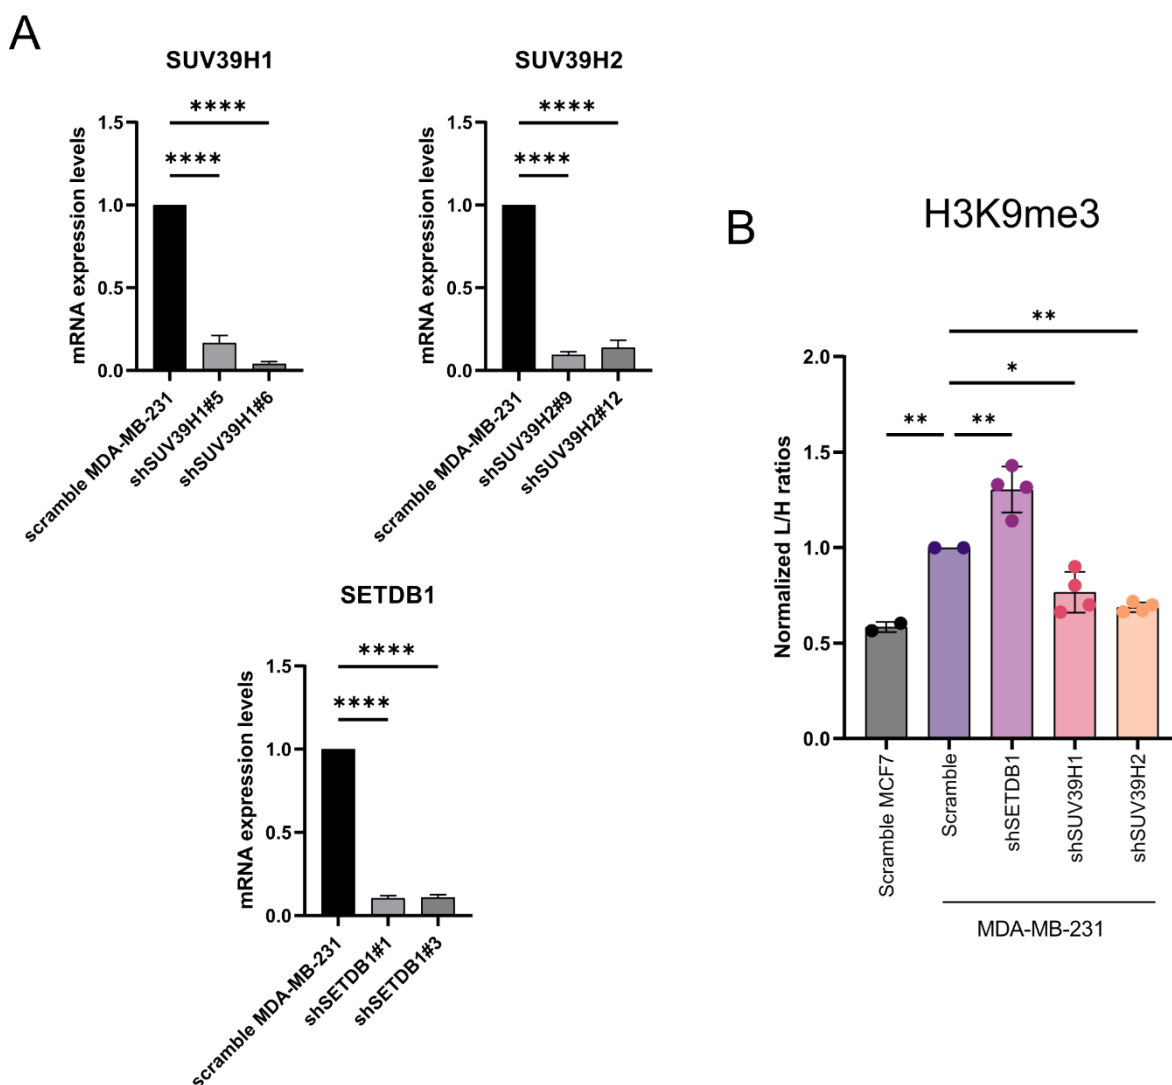 A
SUV39H1
****
****
mRNA expression levels
1.5
1.0
0.5
0.0
scramble MDA-MB-231
shSUV39H1#5
shSUV39H1#6
SUV39H2
****
****
mRNA expression levels
1.5
1.0
0.5
0.0
scramble MDA-MB-231
shSUV39H2#9
shSUV39H2#12
SETDB1
****
****
mRNA expression levels
1.5
1.0
0.5
0.0
scramble MDA-MB-231
shSETDB1#1
shSETDB1#3
B
H3K9me3
**
*
** **
Normalized L/H ratios
2.0
1.5
1.0
0.5
0.0
Scramble MCF7
Scramble
shSETDB1
shSUV39H1
shSUV39H2
MDA-MB-231